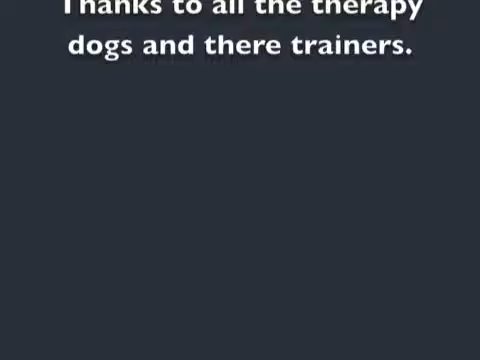 Thanks to all the therapy
dogs and there trainers.